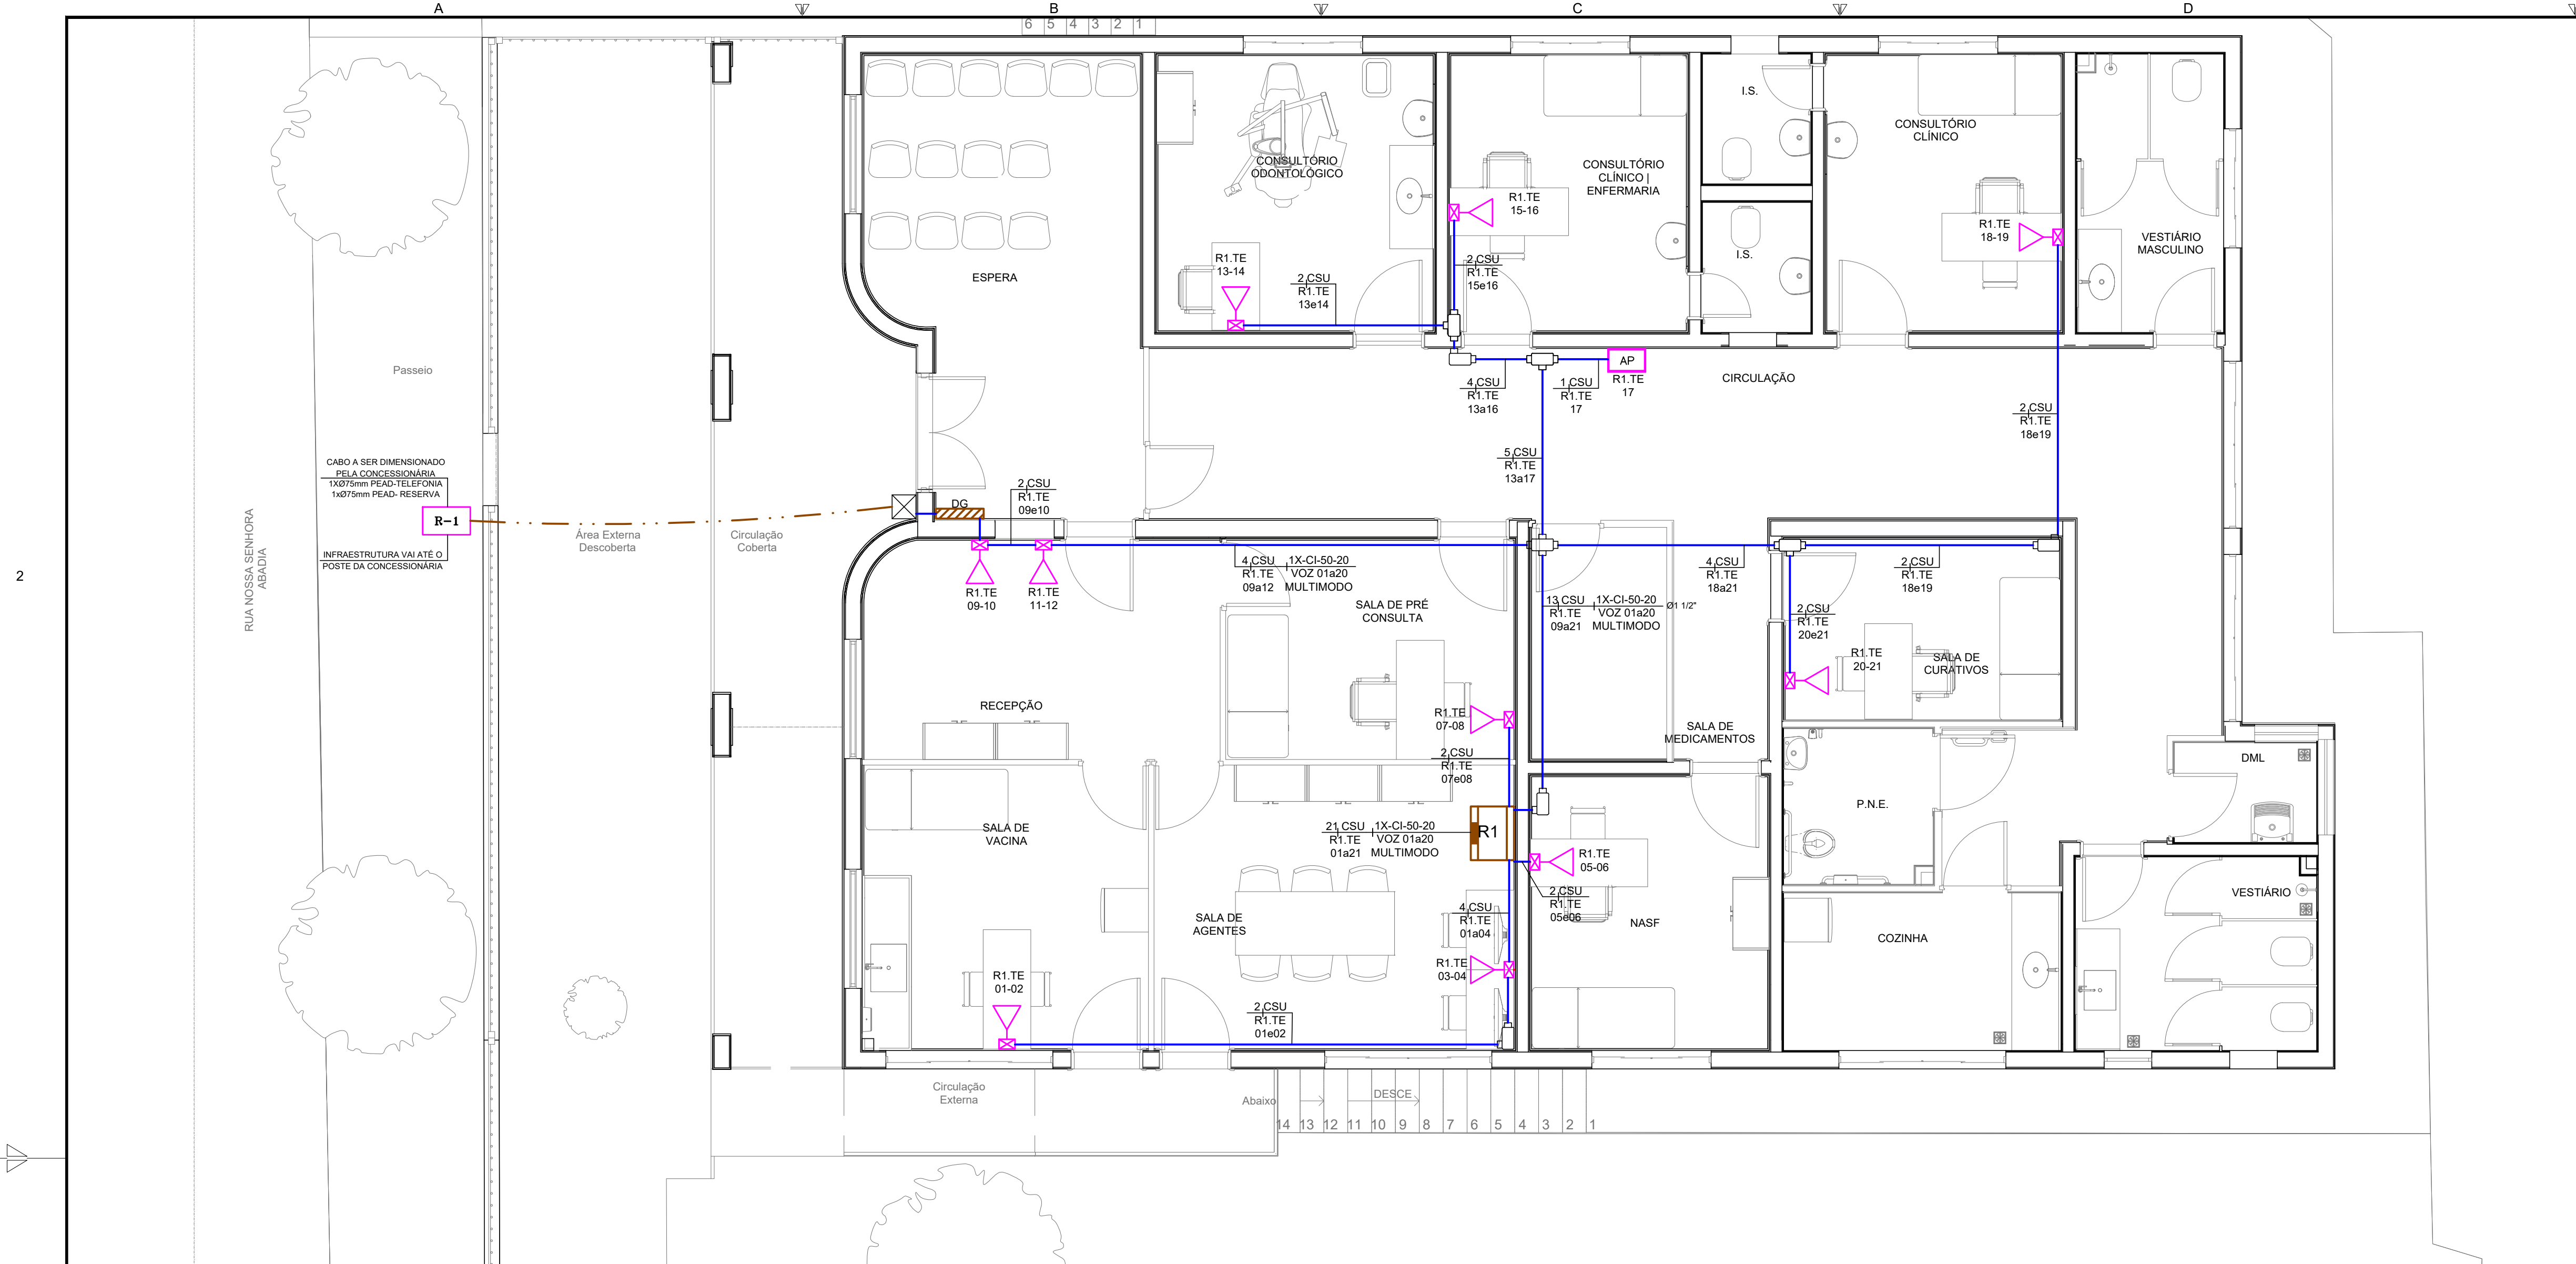 A
B
C
D
6 5 4 3 2 1
CONSULTÓRIO
ODONTOLÓGICO
CONSULTÓRIO
CLÍNICO |
ENFERMARIA
I.S.
I.S.
CONSULTÓRIO
CLÍNICO
VESTIÁRIO
MASCULINO
ESPERA
R1.TE
13-14
2 CSU
R1.TE
13e14
R1.TE
15-16
2 CSU
R1.TE
15e16
R1.TE
18-19
AP
R1.TE
17
4 CSU
R1.TE
13a16
1 CSU
R1.TE
17
CIRCULAÇÃO
2 CSU
R1.TE
18e19
5 CSU
R1.TE
13a17
Passeio
CABO A SER DIMENSIONADO
PELA CONCESSIONÁRIA
1XØ75mm PEAD-TELEFONIA
1xØ75mm PEAD- RESERVA
R-1
INFRAESTRUTURA VAI ATÉ O
POSTE DA CONCESSIONÁRIA
RUA NOSSA SENHORA
ABADIA
2
Área Externa
Descoberta
Circulação
Coberta
DG
2 CSU
R1.TE
09e10
R1.TE
09-10
R1.TE
11-12
4 CSU
R1.TE
09a12
1X-CI-50-20
VOZ 01a20
MULTIMODO
SALA DE PRÉ
CONSULTA
13 CSU
R1.TE
09a21
1X-CI-50-20
VOZ 01a20
MULTIMODO
Ø1 1/2"
4 CSU
R1.TE
18a21
2 CSU
R1.TE
18e19
2 CSU
R1.TE
20e21
R1.TE
20-21
SALA DE
CURATIVOS
RECEPÇÃO
R1.TE
07-08
2 CSU
R1.TE
07e08
SALA DE
MEDICAMENTOS
DML
P.N.E.
SALA DE
VACINA
21 CSU
R1.TE
01a21
1X-CI-50-20
VOZ 01a20
MULTIMODO
R1
R1.TE
05-06
2 CSU
R1.TE
05e06
NASF
VESTIÁRIO
COZINHA
SALA DE
AGENTES
4 CSU
R1.TE
01a04
R1.TE
03-04
R1.TE
01-02
2 CSU
R1.TE
01e02
Circulação
Externa
Abaixo
DESCE
14 13 12 11 10 9 8 7 6 5 4 3 2 1